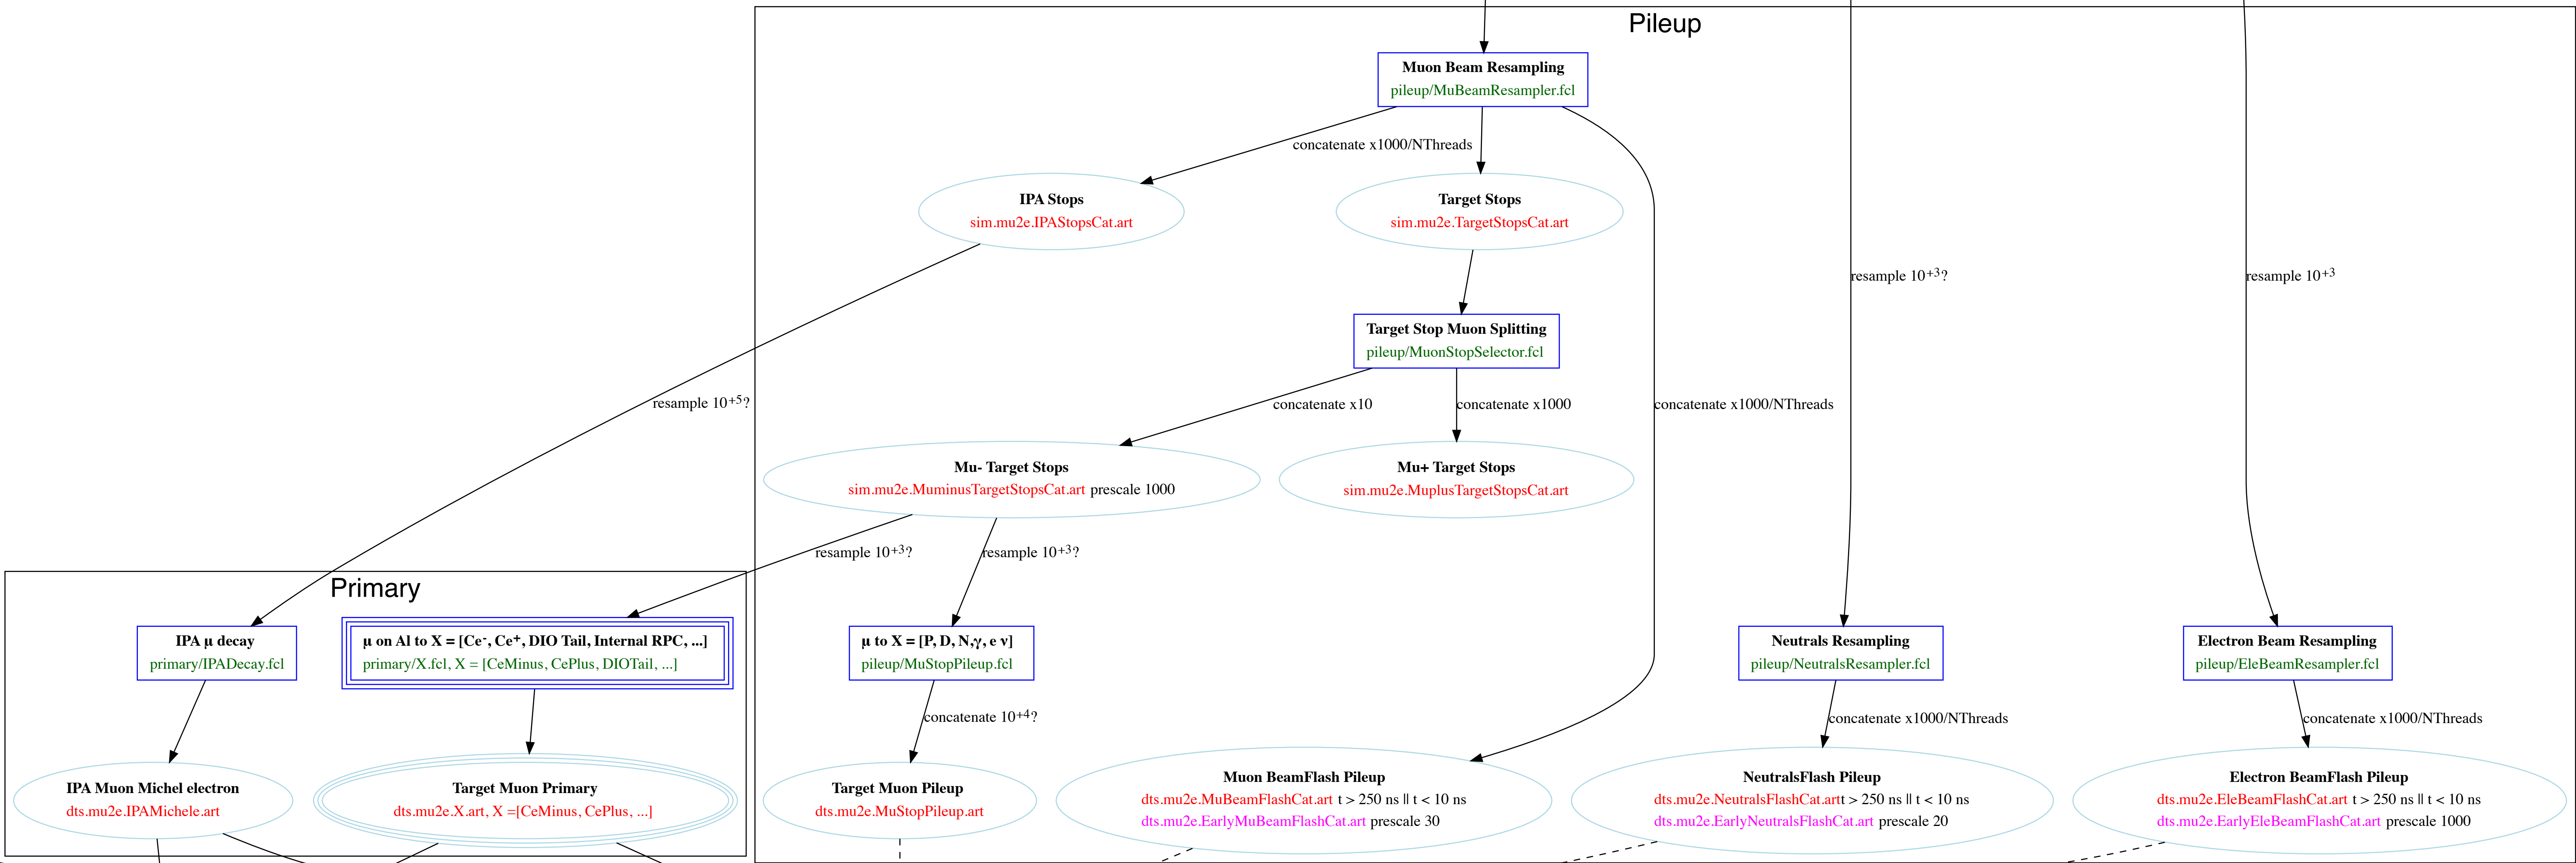 Pileup
Muon Beam Resampling
pileup/MuBeamResampler.fcl
concatenate x1000/NThreads
IPA Stops
sim.mu2e.IPAStopsCat.art
Target Stops
sim.mu2e.TargetStopsCat.art
resample 10⁺³?
resample 10⁺³
Target Stop Muon Splitting
pileup/MuonStopSelector.fcl
resample 10⁺⁵?
concatenate x10
concatenate x1000
concatenate x1000/NThreads
Mu- Target Stops
sim.mu2e.MuminusTargetStopsCat.art prescale 1000
Mu+ Target Stops
sim.mu2e.MuplusTargetStopsCat.art
resample 10⁺³?
resample 10⁺³?
Primary
IPA μ decay
primary/IPADecay.fcl
μ on Al to X = [Ce⁻, Ce⁺, DIO Tail, Internal RPC, ...]
primary/X.fcl, X = [CeMinus, CePlus, DIOTail, ...]
μ to X = [P, D, N,γ, e ν]
pileup/MuStopPileup.fcl
Neutrals Resampling
pileup/NeutralsResampler.fcl
Electron Beam Resampling
pileup/EleBeamResampler.fcl
concatenate 10⁺⁴?
concatenate x1000/NThreads
concatenate x1000/NThreads
IPA Muon Michel electron
dts.mu2e.IPAMichele.art
Target Muon Primary
dts.mu2e.X.art, X =[CeMinus, CePlus, ...]
Target Muon Pileup
dts.mu2e.MuStopPileup.art
Muon BeamFlash Pileup
dts.mu2e.MuBeamFlashCat.art t > 250 ns || t < 10 ns
dts.mu2e.EarlyMuBeamFlashCat.art prescale 30
NeutralsFlash Pileup
dts.mu2e.NeutralsFlashCat.artt > 250 ns || t < 10 ns
dts.mu2e.EarlyNeutralsFlashCat.art prescale 20
Electron BeamFlash Pileup
dts.mu2e.EleBeamFlashCat.art t > 250 ns || t < 10 ns
dts.mu2e.EarlyEleBeamFlashCat.art prescale 1000